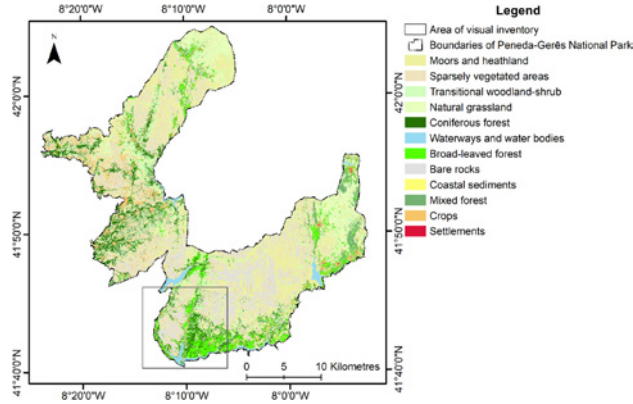 8°20'0"W 8°10'0"W 8°0'0"W
Legend
N
Area of visual inventory
Boundaries of Peneda-Gerês National Park
Moors and heathland
Sparsely vegetated areas
Transitional woodland-shrub
Natural grassland
Coniferous forest
Waterways and water bodies
Broad-leaved forest
Bare rocks
Coastal sediments
Mixed forest
Crops
Settlements
42°0'0"N
42°0'0"N
41°50'0"N
41°50'0"N
41°40'0"N
41°40'0"N
0 5 10 Kilometres
8°20'0"W 8°10'0"W 8°0'0"W